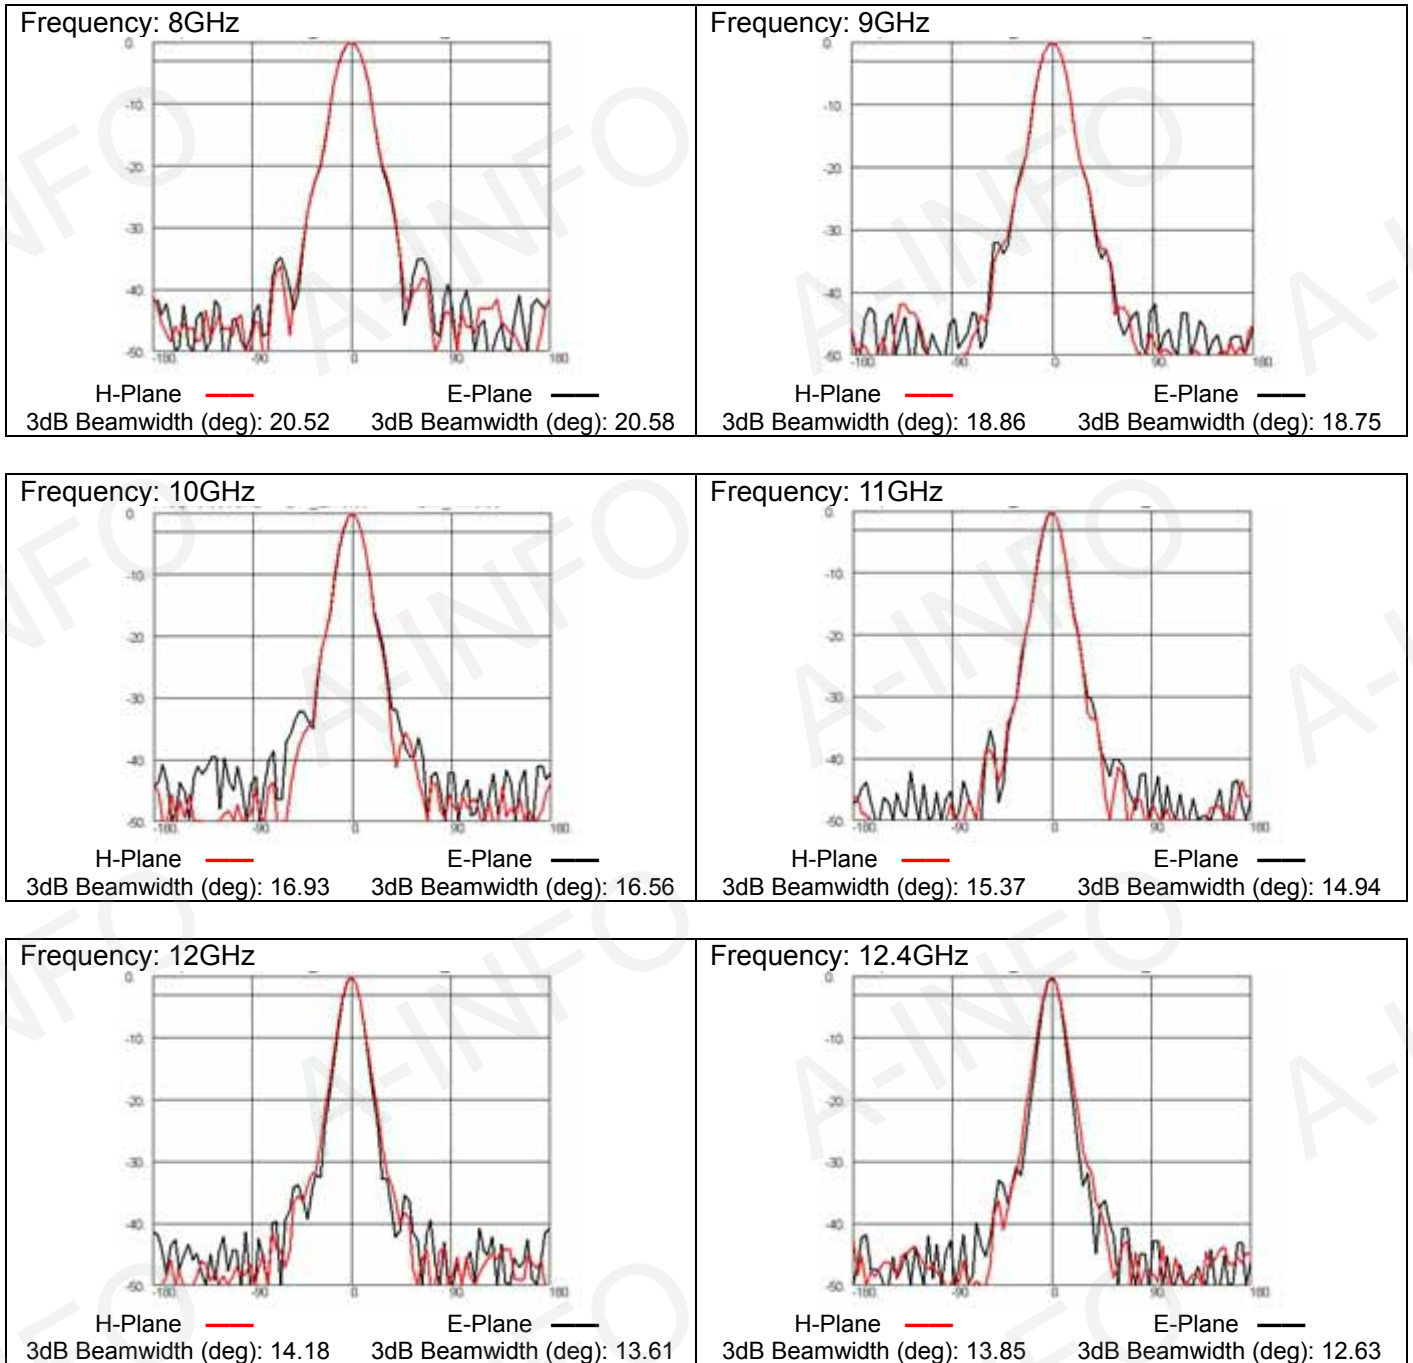 Frequency: 8GHz
0.
-10.
-20.
-30.
-40.
-50.
-180. -90. 0. 90. 180.
H-Plane E-Plane
3dB Beamwidth (deg): 20.52 3dB Beamwidth (deg): 20.58
Frequency: 9GHz
0.
-10.
-20.
-30.
-40.
-50.
-180. -90. 0. 90. 180.
H-Plane E-Plane
3dB Beamwidth (deg): 18.86 3dB Beamwidth (deg): 18.75
Frequency: 10GHz
0.
-10.
-20.
-30.
-40.
-50.
-180. -90. 0. 90. 180.
H-Plane E-Plane
3dB Beamwidth (deg): 16.93 3dB Beamwidth (deg): 16.56
Frequency: 11GHz
0.
-10.
-20.
-30.
-40.
-50.
-180. -90. 0. 90. 180.
H-Plane E-Plane
3dB Beamwidth (deg): 15.37 3dB Beamwidth (deg): 14.94
Frequency: 12GHz
0.
-10.
-20.
-30.
-40.
-50.
-180. -90. 0. 90. 180.
H-Plane E-Plane
3dB Beamwidth (deg): 14.18 3dB Beamwidth (deg): 13.61
Frequency: 12.4GHz
0.
-10.
-20.
-30.
-40.
-50.
-180. -90. 0. 90. 180.
H-Plane E-Plane
3dB Beamwidth (deg): 13.85 3dB Beamwidth (deg): 12.63
A-INFO